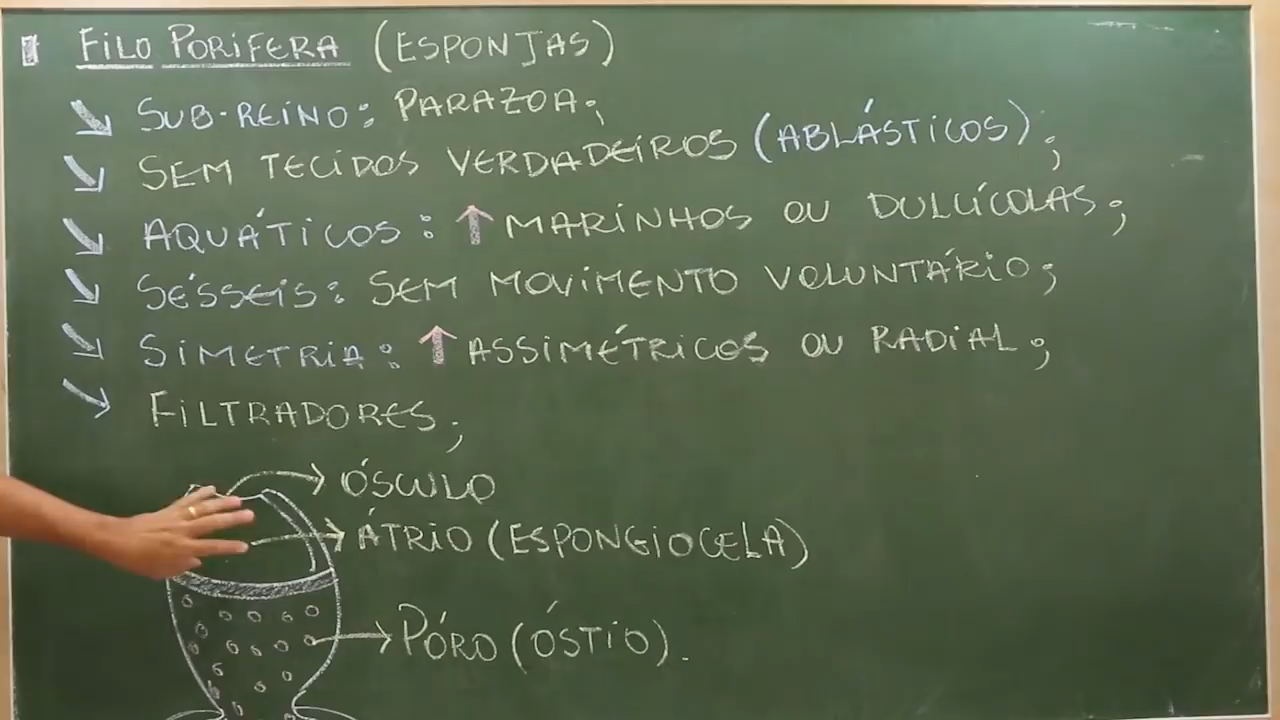 FILO PORIFERA (ESPONJAS)
SUB-REINO: PARAZOA;
SEM TECIDOS VERDADEIROS (ABLÁSTICOS);
AQUÁTICOS: ↑ MARINHOS OU DULCÍCOLAS;
SÉSSEIS: SEM MOVIMENTO VOLUNTÁRIO;
SIMETRIA: ↑ ASSIMÉTRICOS OU RADIAL;
FILTRADORES;
ÓSCULO
ÁTRIO (ESPONGIOCELA)
PÓRO (ÓSTIO).